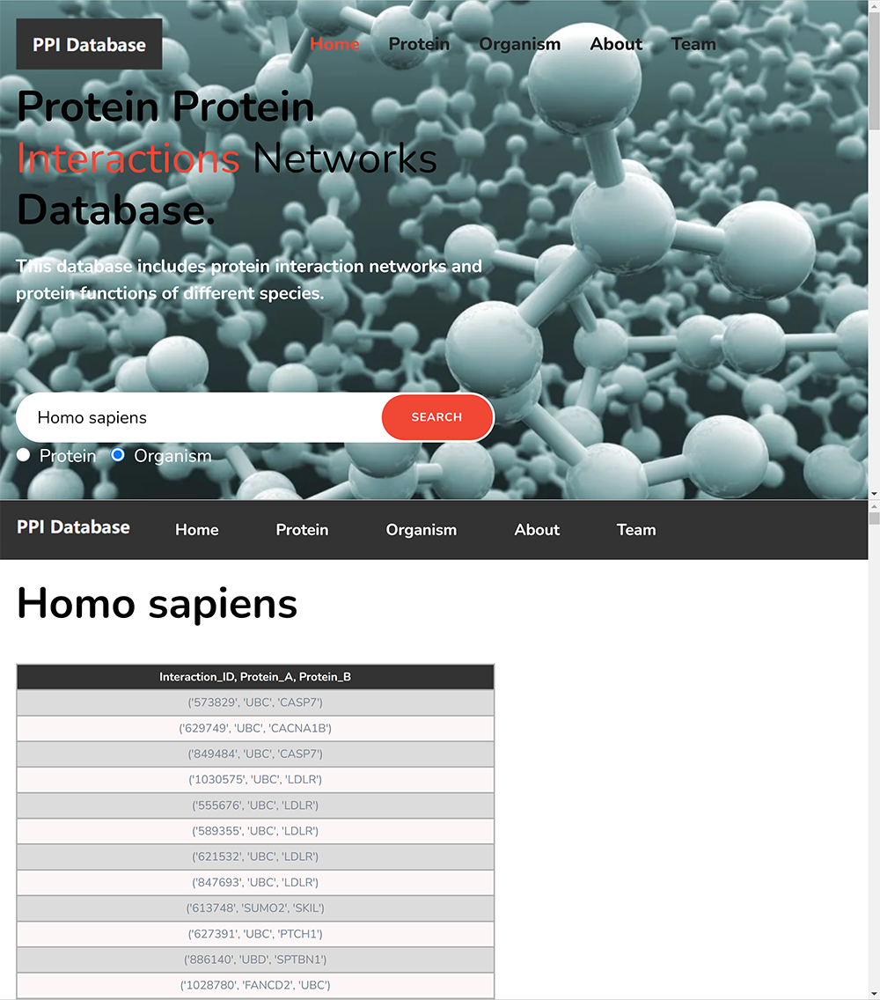 PPI Database
Home Protein Organism About Team
Protein Protein
Interactions Networks
Database.
This database includes protein interaction networks and
protein functions of different species.
Homo sapiens
SEARCH
Protein Organism
PPI Database Home Protein Organism About Team
Homo sapiens
Interaction_ID, Protein_A, Protein_B
('573829', 'UBC', 'CASP7')
('629749', 'UBC', 'CACNA1B')
('849484', 'UBC', 'CASP7')
('1030575', 'UBC', 'LDLR')
('555676', 'UBC', 'LDLR')
('589355', 'UBC', 'LDLR')
('621532', 'UBC', 'LDLR')
('847693', 'UBC', 'LDLR')
('613748', 'SUMO2', 'SKIL')
('627391', 'UBC', 'PTCH1')
('886140', 'UBD', 'SPTBN1')
('1028780', 'FANCD2', 'UBC')